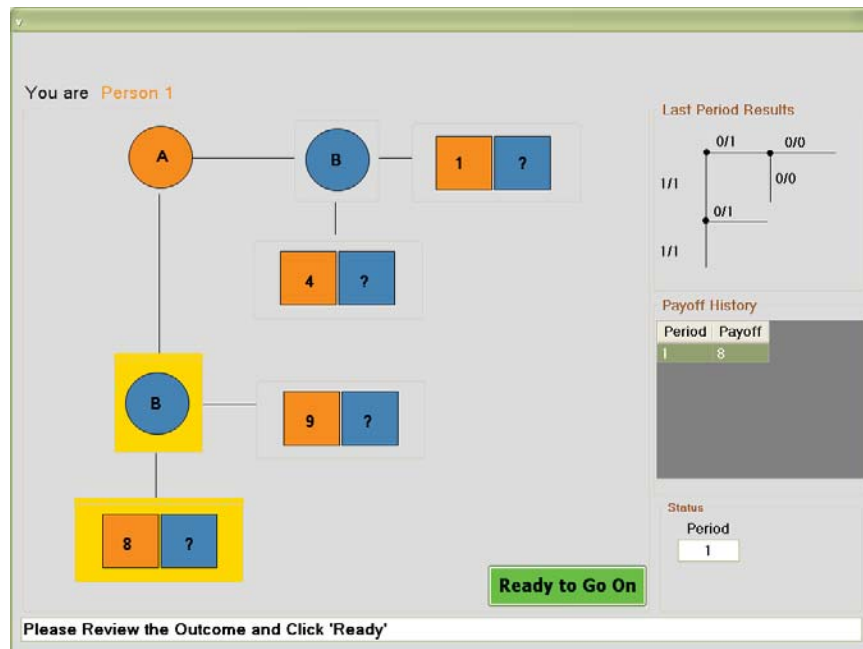 v
You are Person 1
A
B
1 ?
4 ?
B
9 ?
8 ?
Ready to Go On
Last Period Results
0/1 0/0
1/1
0/0
0/1
1/1
Payoff History
Period Payoff
1 8
Status
Period
1
Please Review the Outcome and Click 'Ready'